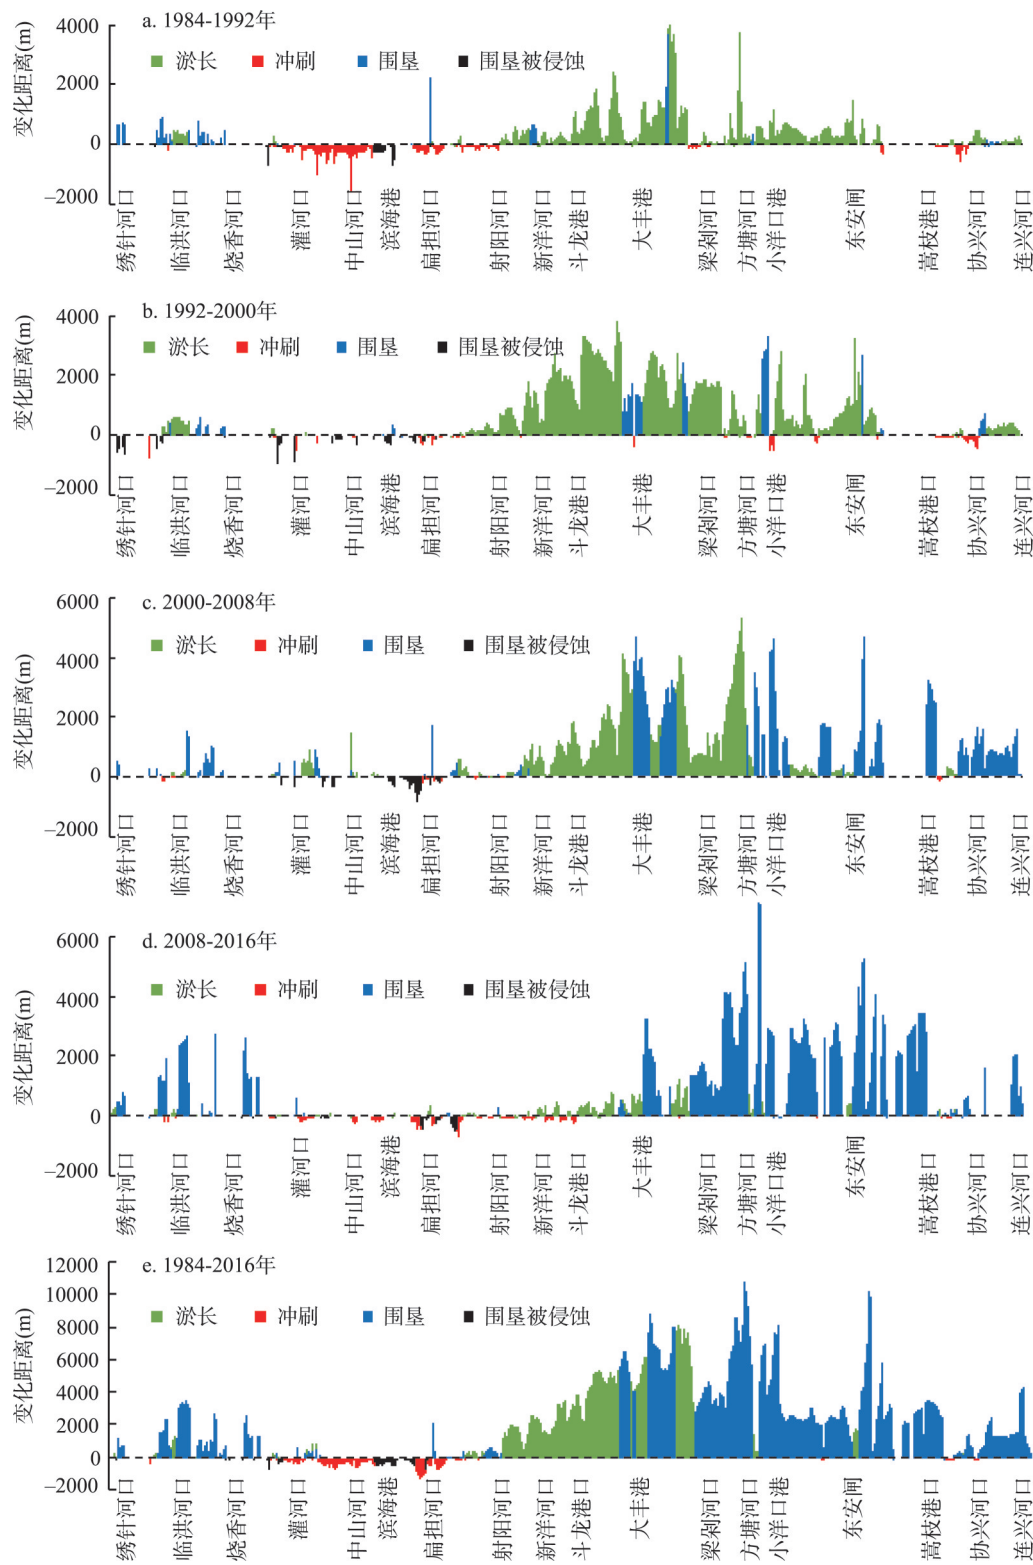 a. 1984-1992年
淤长 冲刷 围垦 围垦被侵蚀
变化距离(m)
4000
2000
0
–2000
绣针河口 临洪河口 烧香河口 灌河口 中山河口 滨海港 扁担河口 射阳河口 新洋河口 斗龙港口 大丰港 梁剁河口 方塘河口 小洋口港 东安闸 蒿枝港口 协兴河口 连兴河口
b. 1992-2000年
淤长 冲刷 围垦 围垦被侵蚀
变化距离(m)
4000
2000
0
–2000
绣针河口 临洪河口 烧香河口 灌河口 中山河口 滨海港 扁担河口 射阳河口 新洋河口 斗龙港口 大丰港 梁剁河口 方塘河口 小洋口港 东安闸 蒿枝港口 协兴河口 连兴河口
c. 2000-2008年
淤长 冲刷 围垦 围垦被侵蚀
变化距离(m)
6000
4000
2000
0
–2000
绣针河口 临洪河口 烧香河口 灌河口 中山河口 滨海港 扁担河口 射阳河口 新洋河口 斗龙港口 大丰港 梁剁河口 方塘河口 小洋口港 东安闸 蒿枝港口 协兴河口 连兴河口
d. 2008-2016年
淤长 冲刷 围垦 围垦被侵蚀
变化距离(m)
6000
4000
2000
0
–2000
绣针河口 临洪河口 烧香河口 灌河口 中山河口 滨海港 扁担河口 射阳河口 新洋河口 斗龙港口 大丰港 梁剁河口 方塘河口 小洋口港 东安闸 蒿枝港口 协兴河口 连兴河口
e. 1984-2016年
淤长 冲刷 围垦 围垦被侵蚀
变化距离(m)
12000
10000
8000
6000
4000
2000
0
–2000
绣针河口 临洪河口 烧香河口 灌河口 中山河口 滨海港 扁担河口 射阳河口 新洋河口 斗龙港口 大丰港 梁剁河口 方塘河口 小洋口港 东安闸 蒿枝港口 协兴河口 连兴河口